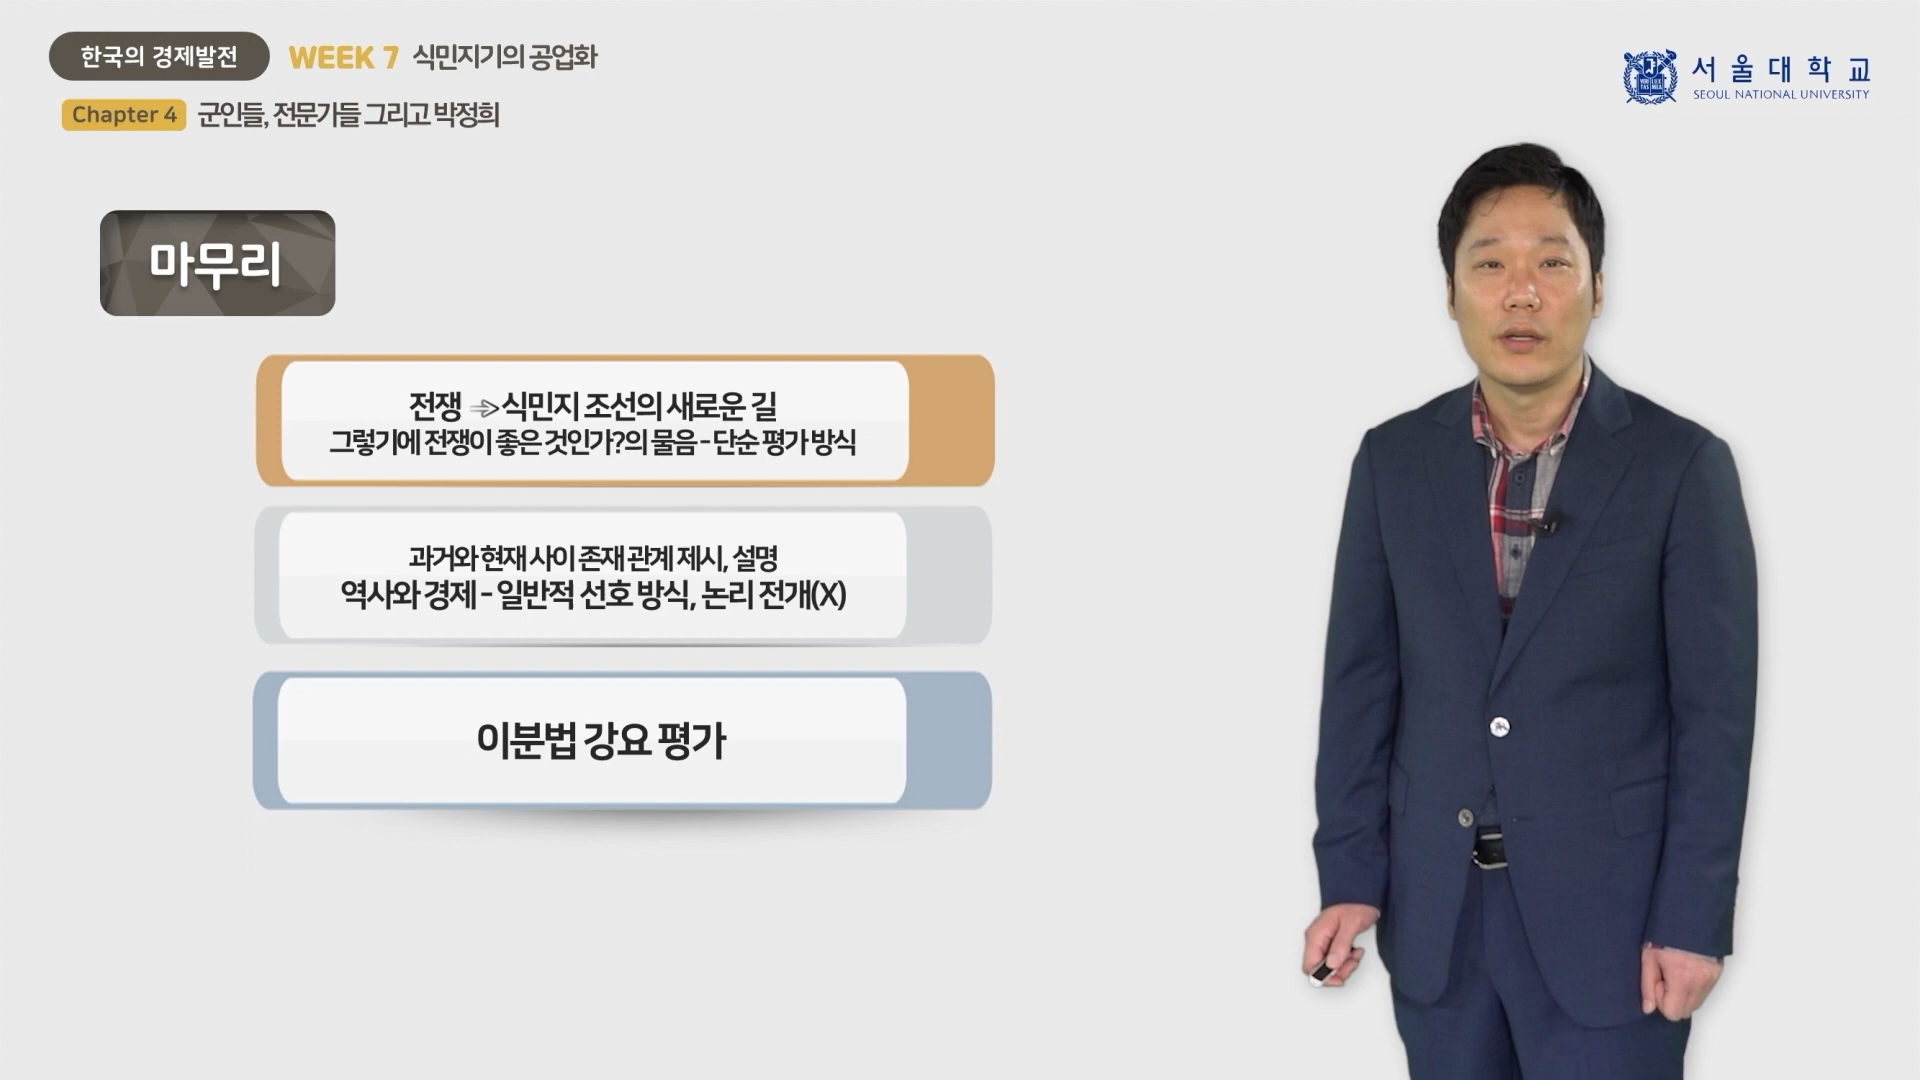 한국의 경제발전 WEEK 7 식민지기의 공업화
Chapter 4 군인들, 전문가들 그리고 박정희
서울대학교
SEOUL NATIONAL UNIVERSITY
마무리
전쟁 ⇒ 식민지 조선의 새로운 길
그렇기에 전쟁이 좋은 것인가?의 물음 - 단순 평가 방식
과거와 현재 사이 존재 관계 제시, 설명
역사와 경제 - 일반적 선호 방식, 논리 전개(X)
이분법 강요 평가